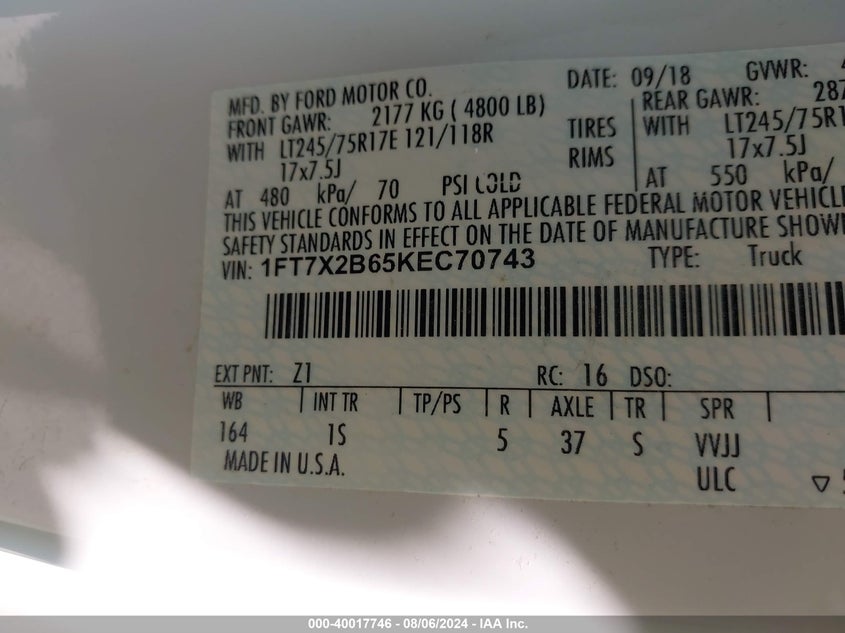 MFD. BY FORD MOTOR CO.
DATE: 09/18
GVWR:
FRONT GAWR: 2177 KG ( 4800 LB)
REAR GAWR:
WITH LT245/75R17E 121/118R TIRES
WITH
17x7.5J RIMS
17x7.5J
AT 480 kPa/ 70 PSI COLD
AT 550 kPa/
THIS VEHICLE CONFORMS TO ALL APPLICABLE FEDERAL MOTOR VEHICLE
SAFETY STANDARDS IN EFFECT ON THE DATE OF MANUFACTURE
VIN: 1FT7X2B65KEC70743 TYPE: Truck
EXT PNT: Z1 RC: 16 DSO:
WB INT TR TP/PS R AXLE TR SPR
164 1S 5 37 S VVJJ
MADE IN U.S.A. ULC
000-40017746 - 08/06/2024 - IAA Inc.